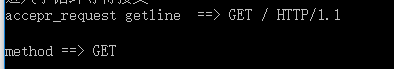 accepr_request getline  ==> GET / HTTP/1.1
method ==> GET